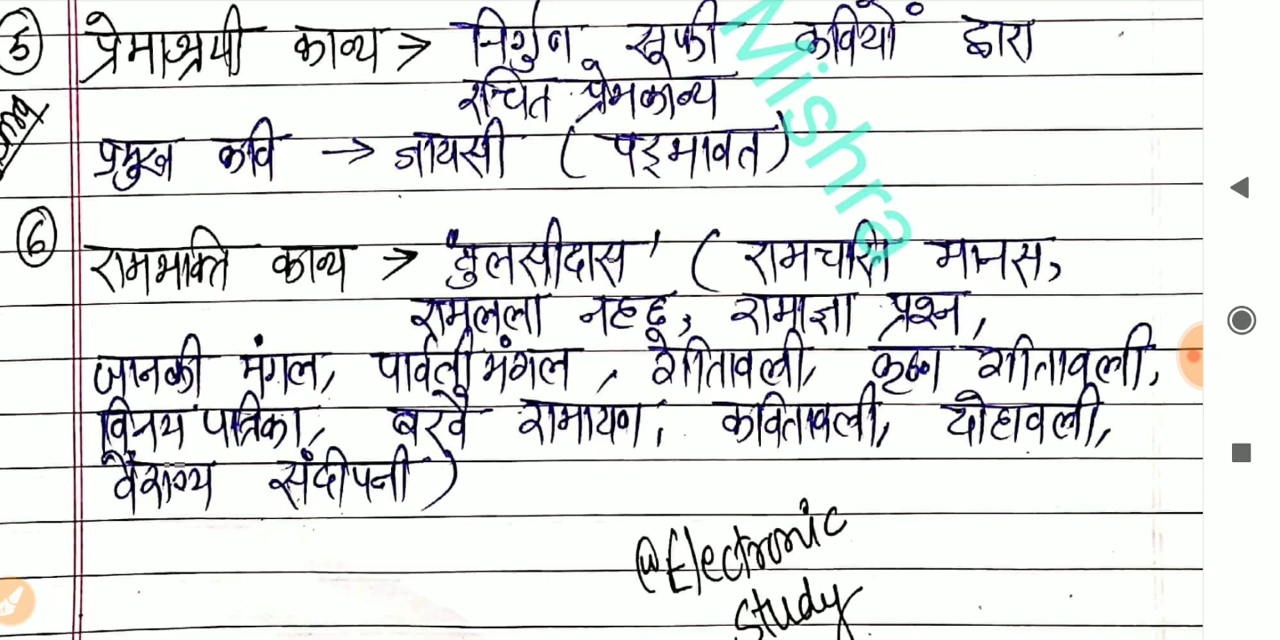 ⑤ प्रेमाश्रयी काव्य → निर्गुण सूफी कवियों द्वारा
रचित प्रेमकाव्य
प्रमुख कवि → जायसी ( पद्मावत )
⑥ रामभक्ति काव्य → 'तुलसीदास' ( रामचरित मानस,
रामलला नहछू, रामाज्ञा प्रश्न,
जानकी मंगल, पार्वती मंगल, गीतावली, कृष्ण गीतावली,
विनय पत्रिका, बरवै रामायण, कवितावली, दोहावली,
वैराग्य संदीपनी )
Mishra
@Electronic
Study